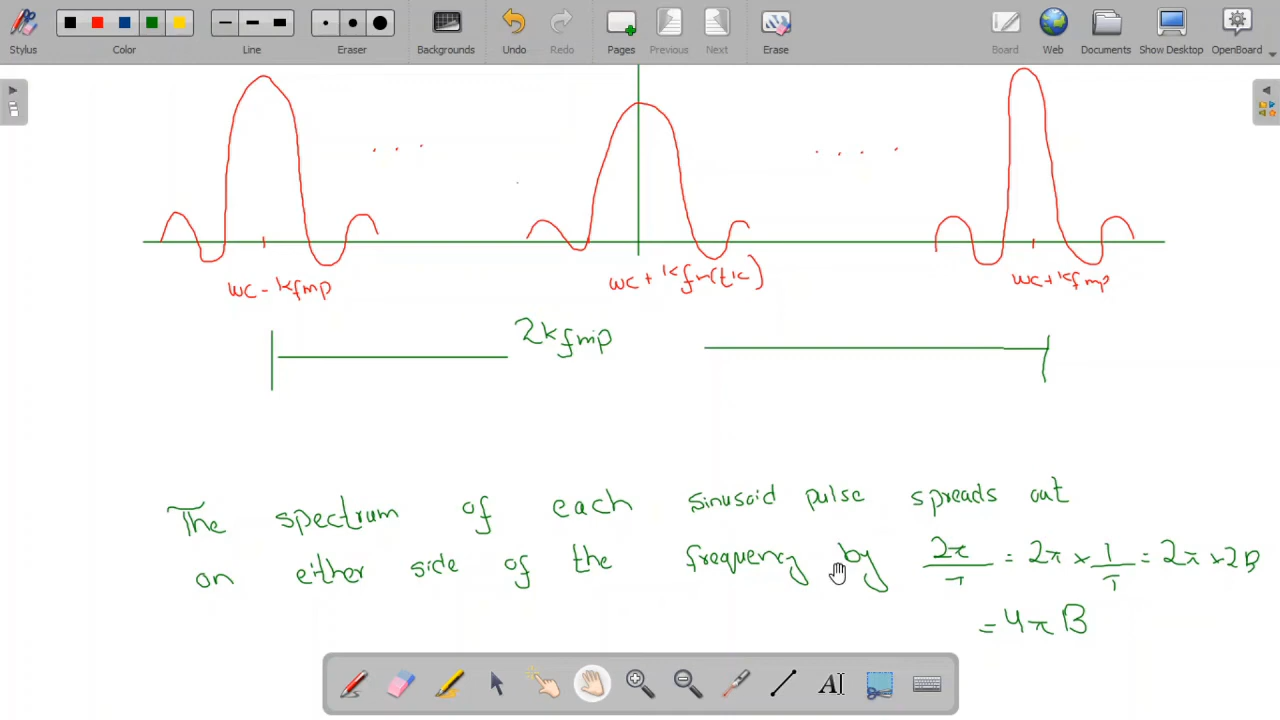 Stylus Color Line Eraser Backgrounds Undo Redo Pages Previous Next Erase Board Web Documents Show Desktop OpenBoard
. . . . . . .
wc - kfmp wc + kfm(tk) wc + kfmp
2kfmp
The spectrum of each sinusoid pulse spreads out
on either side of the frequency by 2π/T = 2π × 1/T = 2π × 2B
= 4πB